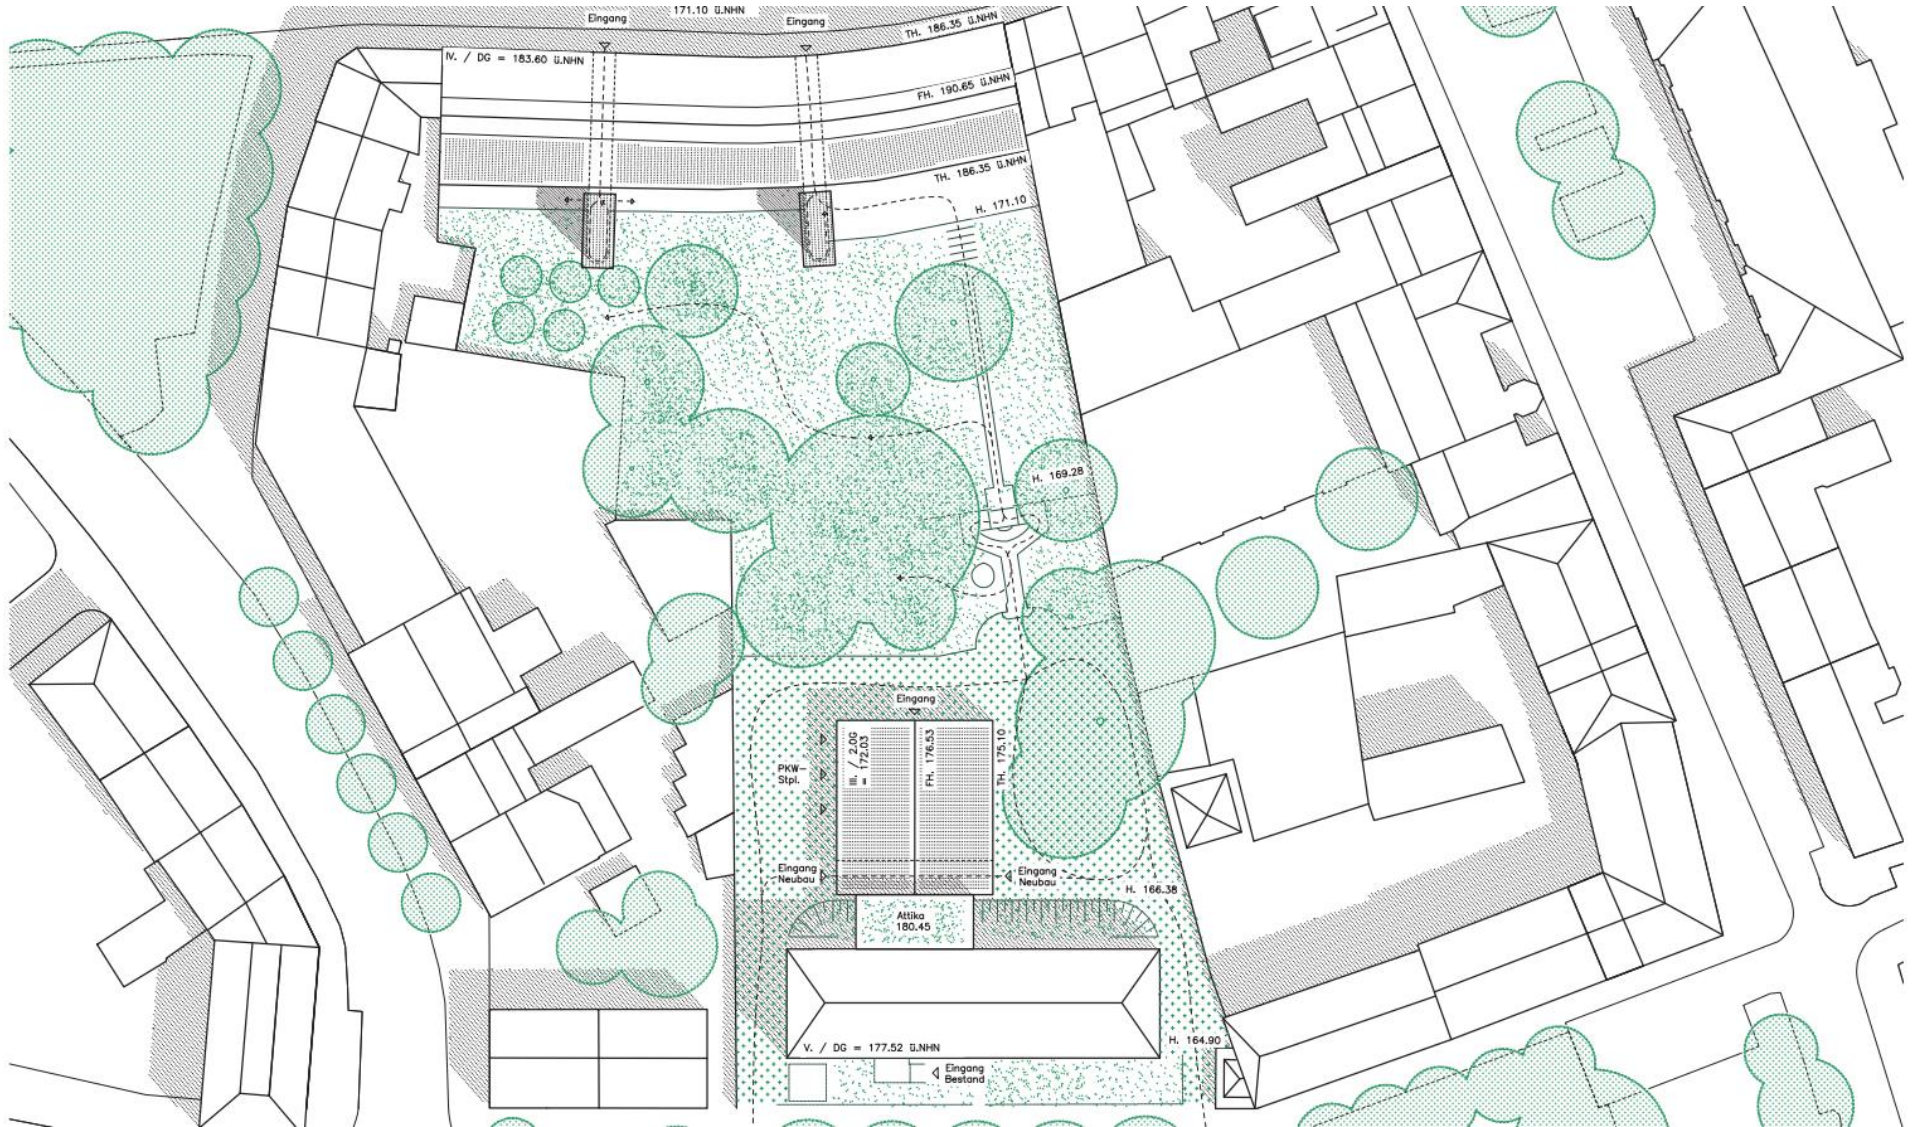 171.10 Ü.NHN
Eingang
Eingang
TH. 186.35 Ü.NHN
IV. / DG = 183.60 Ü.NHN
FH. 190.65 Ü.NHN
TH. 186.35 Ü.NHN
H. 171.10
H. 169.28
Eingang
III. / 2.OG
= 172.03
FH. 176.53
TH. 175.10
PKW-
Stpl.
Eingang
Neubau
Eingang
Neubau
H. 166.38
Attika
180.45
V. / DG = 177.52 Ü.NHN
H. 164.90
Eingang
Bestand